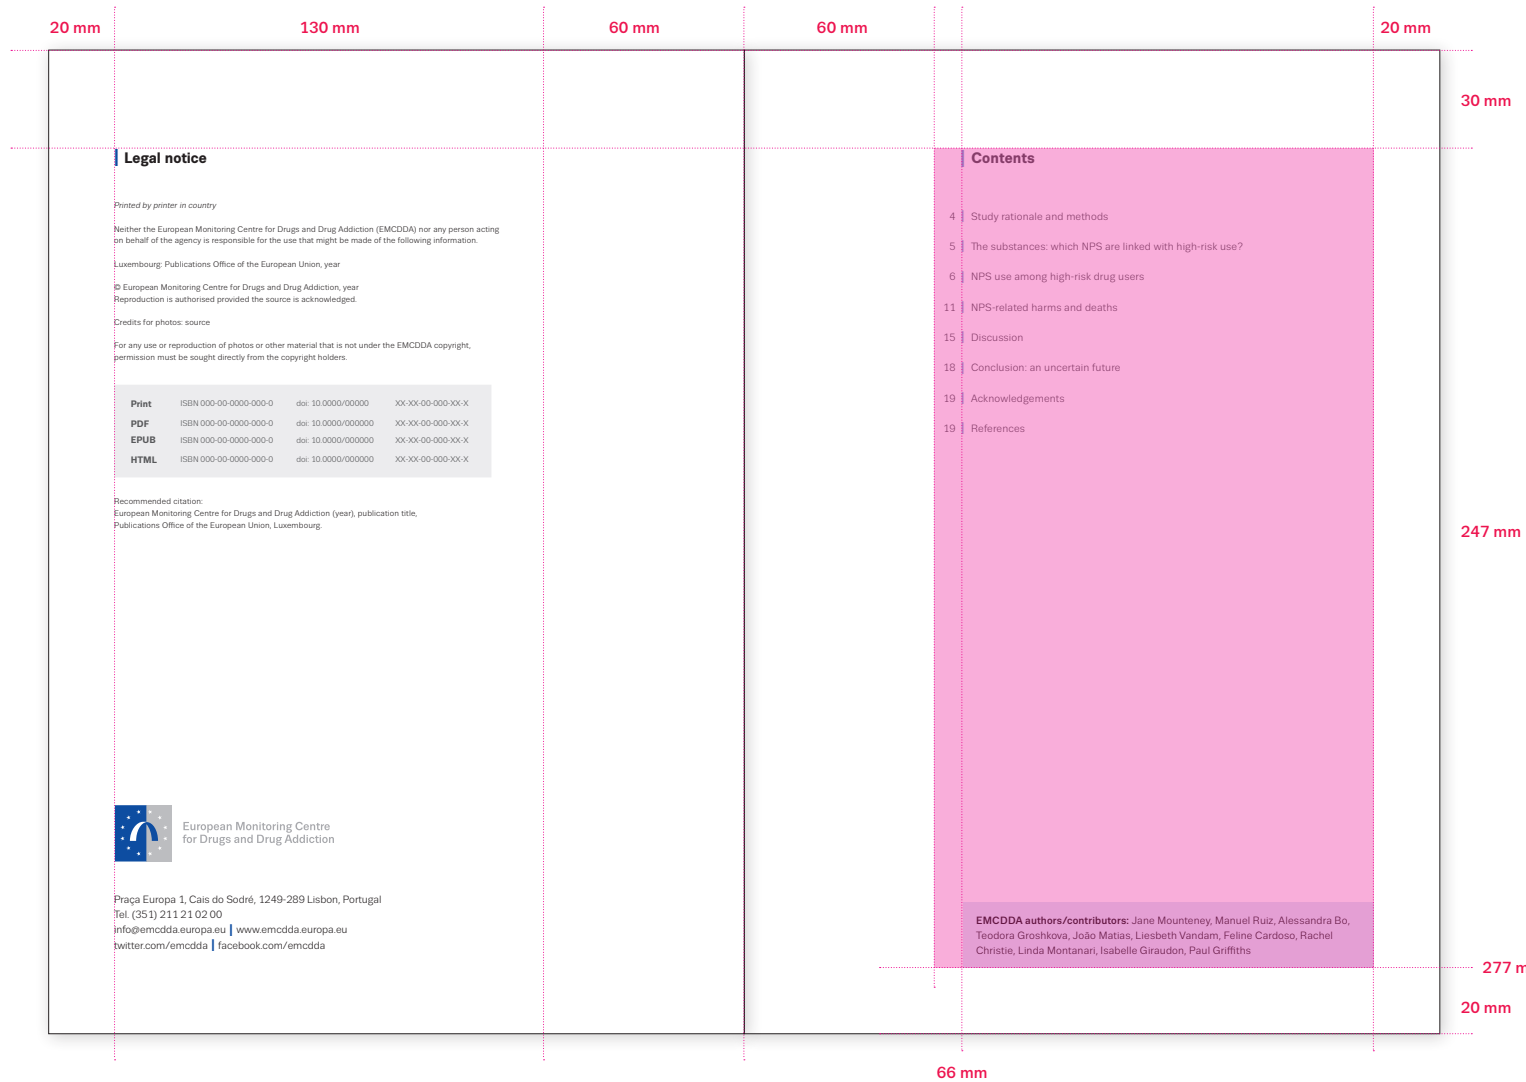 20 mm
130 mm
60 mm
60 mm
20 mm
30 mm
Legal notice
Printed by printer in country
Neither the European Monitoring Centre for Drugs and Drug Addiction (EMCDDA) nor any person acting
on behalf of the agency is responsible for the use that might be made of the following information.
Luxembourg: Publications Office of the European Union, year
© European Monitoring Centre for Drugs and Drug Addiction, year
Reproduction is authorised provided the source is acknowledged.
Credits for photos: source
For any use or reproduction of photos or other material that is not under the EMCDDA copyright,
permission must be sought directly from the copyright holders.
Print ISBN 000-00-0000-000-0 doi: 10.0000/00000 XX-XX-00-000-XX-X
PDF ISBN 000-00-0000-000-0 doi: 10.0000/000000 XX-XX-00-000-XX-X
EPUB ISBN 000-00-0000-000-0 doi: 10.0000/000000 XX-XX-00-000-XX-X
HTML ISBN 000-00-0000-000-0 doi: 10.0000/000000 XX-XX-00-000-XX-X
Recommended citation:
European Monitoring Centre for Drugs and Drug Addiction (year), publication title,
Publications Office of the European Union, Luxembourg.
European Monitoring Centre
for Drugs and Drug Addiction
Praça Europa 1, Cais do Sodré, 1249-289 Lisbon, Portugal
Tel. (351) 211 21 02 00
info@emcdda.europa.eu | www.emcdda.europa.eu
twitter.com/emcdda | facebook.com/emcdda
Contents
4 | Study rationale and methods
5 | The substances: which NPS are linked with high-risk use?
6 | NPS use among high-risk drug users
11 | NPS-related harms and deaths
15 | Discussion
18 | Conclusion: an uncertain future
19 | Acknowledgements
19 | References
247 mm
EMCDDA authors/contributors: Jane Mounteney, Manuel Ruiz, Alessandra Bo,
Teodora Groshkova, João Matias, Liesbeth Vandam, Feline Cardoso, Rachel
Christie, Linda Montanari, Isabelle Giraudon, Paul Griffiths
277 m
20 mm
66 mm